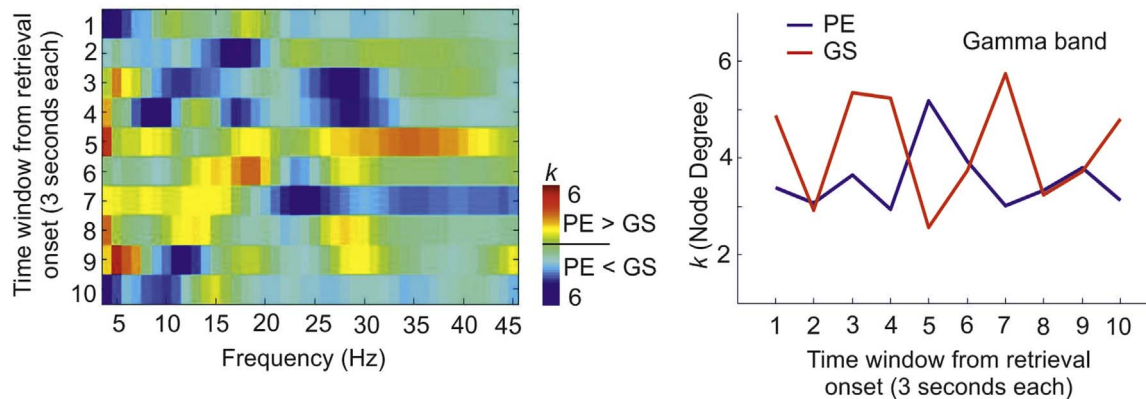 Time window from retrieval
onset (3 seconds each)
1
2
3
4
5
6
7
8
9
10
5 10 15 20 25 30 35 40 45
Frequency (Hz)
k
6
PE > GS
PE < GS
6
k (Node Degree)
6
4
2
PE
GS
Gamma band
1 2 3 4 5 6 7 8 9 10
Time window from retrieval
onset (3 seconds each)